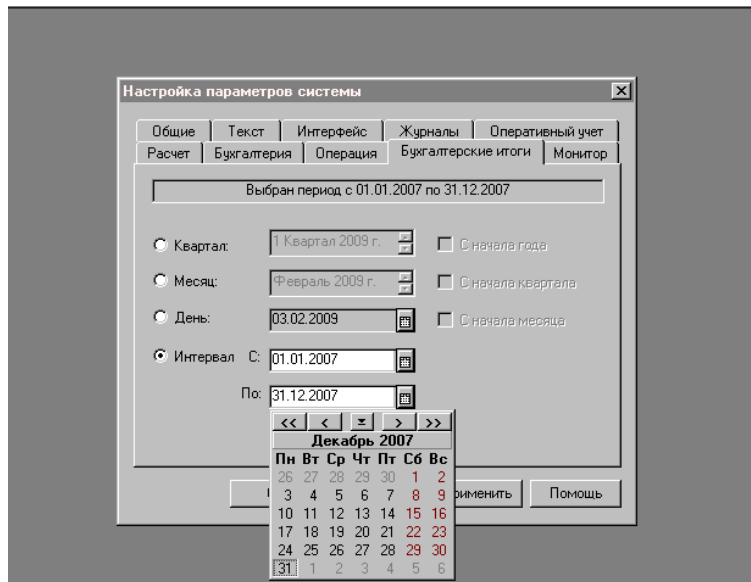 Настройка параметров системы
Общие Текст Интерфейс Журналы Оперативный учет
Расчет Бухгалтерия Операция Бухгалтерские итоги Монитор
Выбран период с 01.01.2007 по 31.12.2007
Квартал: 1 Квартал 2009 г. С начала года
Месяц: Февраль 2009 г. С начала квартала
День: 03.02.2009 С начала месяца
Интервал С: 01.01.2007
По: 31.12.2007
<< < > >>
Декабрь 2007
Пн Вт Ср Чт Пт Сб Вс
26 27 28 29 30 1 2
3 4 5 6 7 8 9
10 11 12 13 14 15 16
17 18 19 20 21 22 23
24 25 26 27 28 29 30
31 1 2 3 4 5 6
рименить Помощь